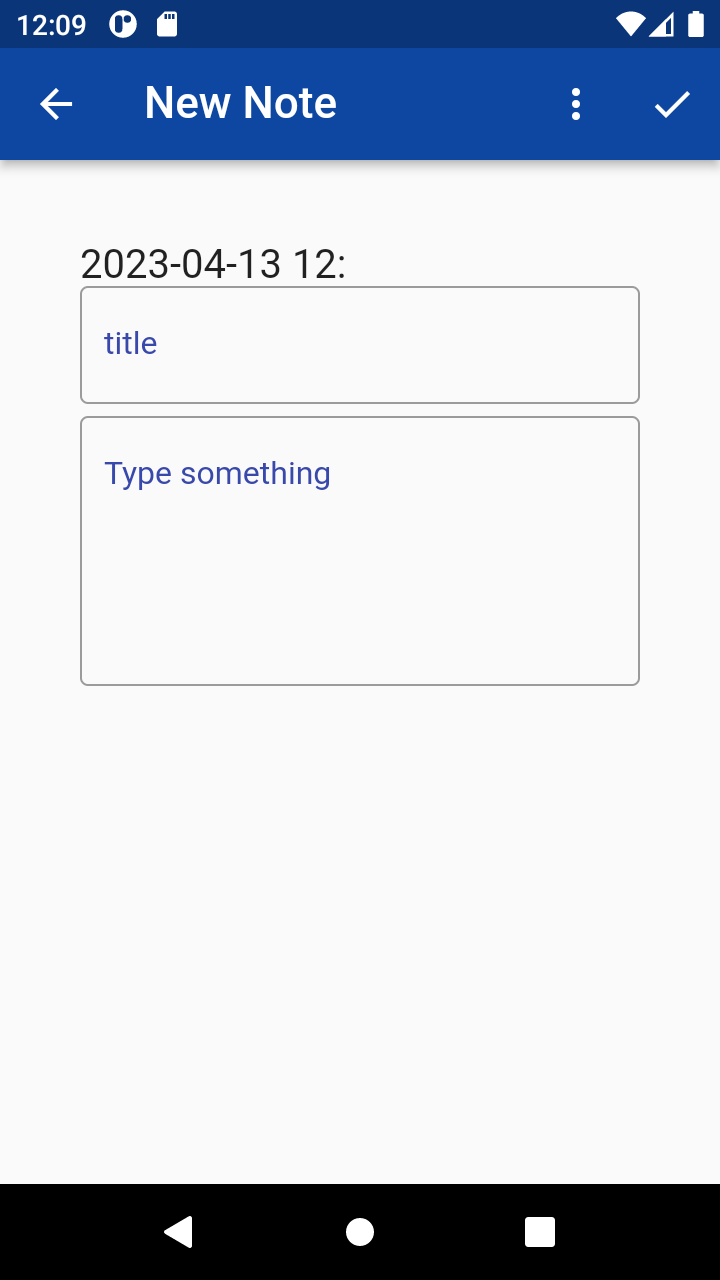 12:09
New Note
2023-04-13 12:
title
Type something